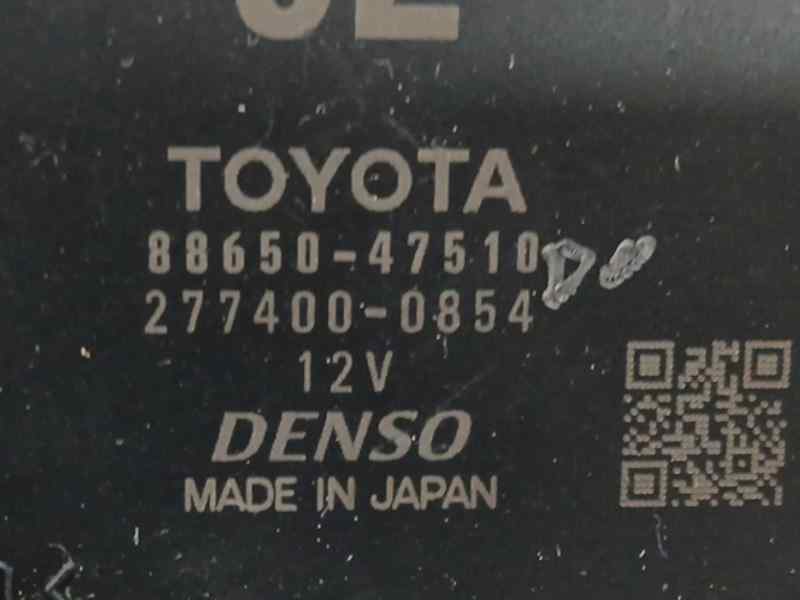 TOYOTA
88650-47510
277400-0854
12V
DENSO
MADE IN JAPAN